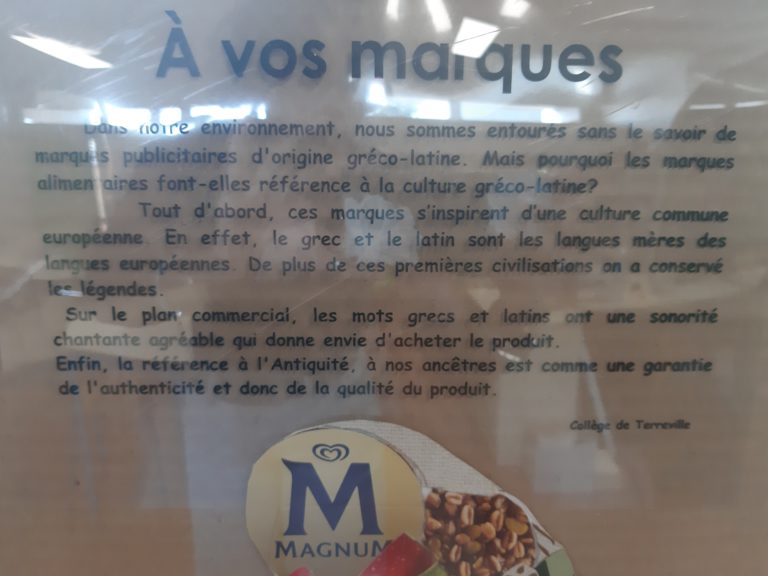 À vos marques
Dans notre environnement, nous sommes entourés sans le savoir de
marques publicitaires d'origine gréco-latine. Mais pourquoi les marques
alimentaires font-elles référence à la culture gréco-latine?
Tout d'abord, ces marques s'inspirent d'une culture commune
européenne. En effet, le grec et le latin sont les langues mères des
langues européennes. De plus de ces premières civilisations on a conservé
les légendes.
Sur le plan commercial, les mots grecs et latins ont une sonorité
chantante agréable qui donne envie d'acheter le produit.
Enfin, la référence à l'Antiquité, à nos ancêtres est comme une garantie
de l'authenticité et donc de la qualité du produit.
Collège de Terreville
M
MAGNUM